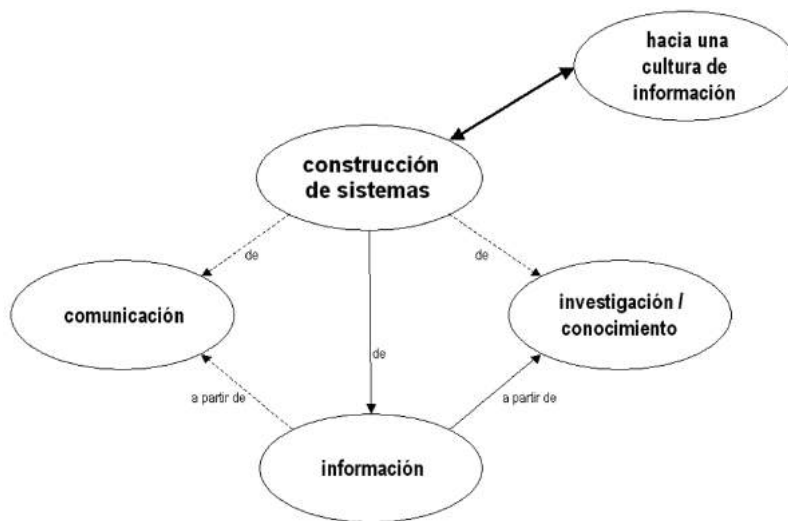 hacia una
cultura de
información
construcción
de sistemas
de
de
comunicación
investigación /
conocimiento
de
a partir de
a partir de
información